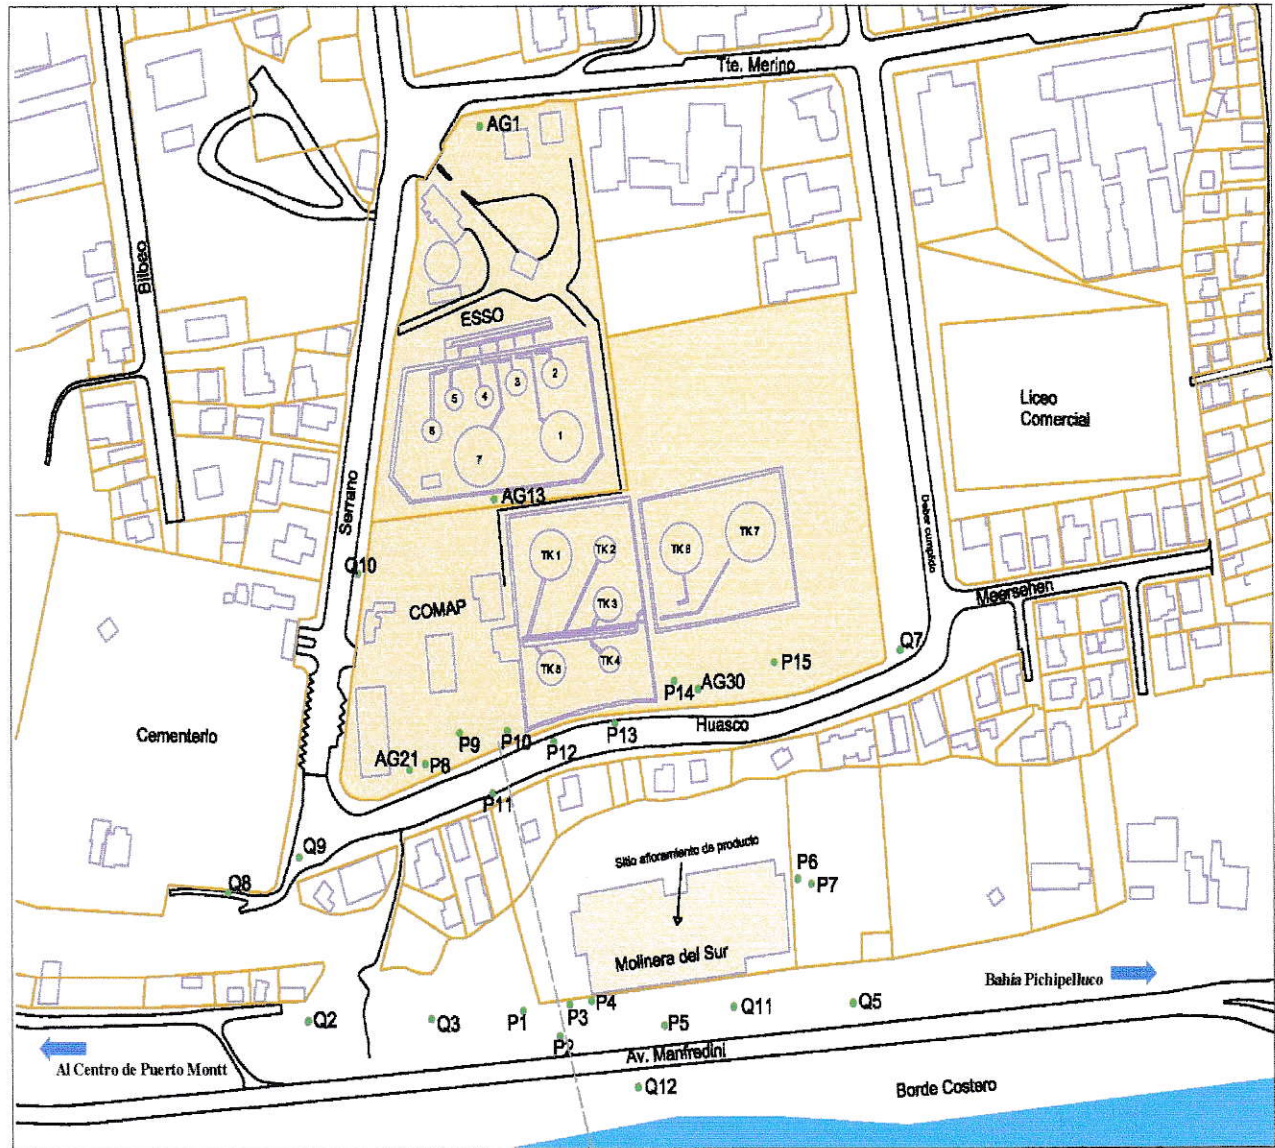 Tte. Merino
AG1
Bilbao
ESSO
2
3
4
5
6
1
7
Liceo
Comercial
Serrano
AG13
Deber cumplido
TK 1
TK 2
TK 6
TK 7
Q10
COMAP
TK 3
Meersehen
TK 4
Q7
P15
P14
AG30
Cementerio
P9
P10
P13
Huasco
P12
AG21
P8
P11
Q9
Sitio afloramiento de producto
P6
P7
Q8
Molinera del Sur
Bahía Pichipelluco
Q2
Q3
P1
P3
P4
Q11
Q5
P5
P2
Av. Manfredini
Al Centro de Puerto Montt
Q12
Borde Costero